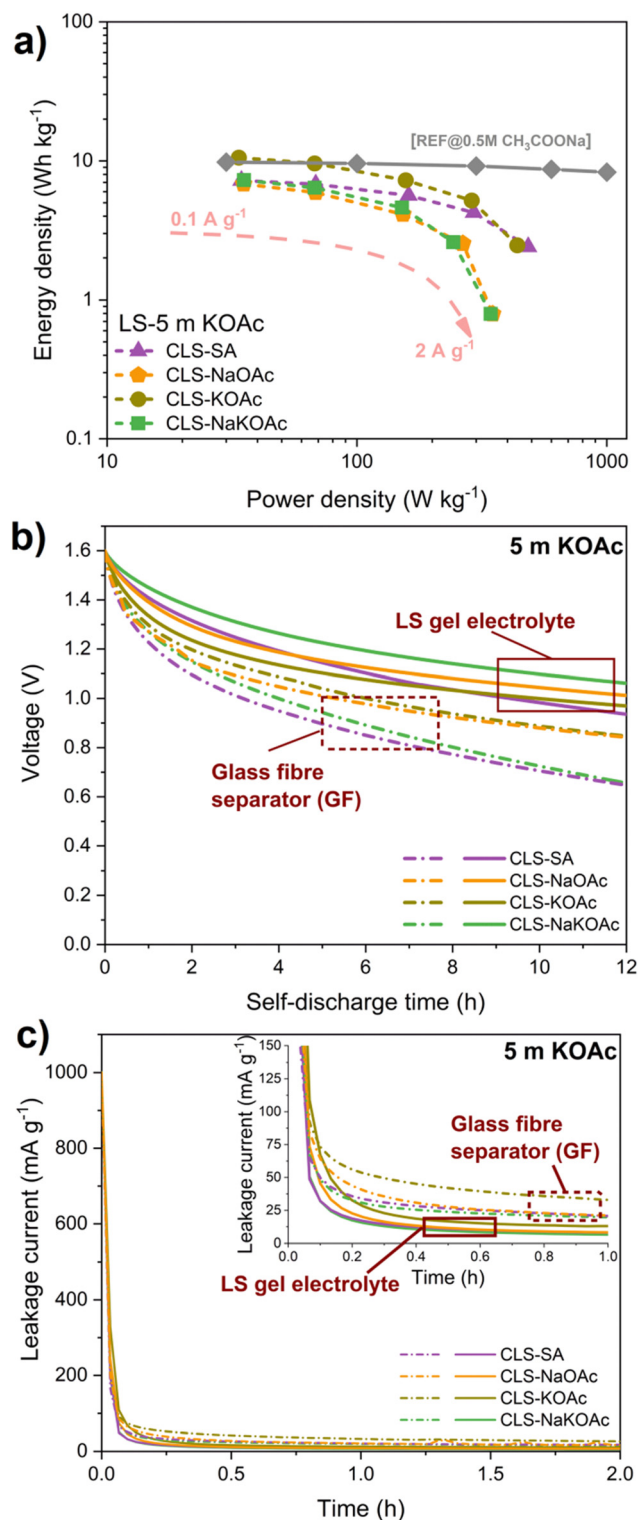 a)
Energy density (Wh kg⁻¹)
100
10
1
0.1
[REF@0.5M CH₃COONa]
0.1 A g⁻¹
2 A g⁻¹
LS-5 m KOAc
CLS-SA
CLS-NaOAc
CLS-KOAc
CLS-NaKOAc
10
100
1000
Power density (W kg⁻¹)
b)
5 m KOAc
Voltage (V)
1.6
1.4
1.2
1.0
0.8
0.6
0.4
0.2
0.0
LS gel electrolyte
Glass fibre
separator (GF)
CLS-SA
CLS-NaOAc
CLS-KOAc
CLS-NaKOAc
0 2 4 6 8 10 12
Self-discharge time (h)
c)
5 m KOAc
Leakage current (mA g⁻¹)
1000
800
600
400
200
0
Leakage current (mA g⁻¹)
150
125
100
75
50
25
0
Glass fibre
separator (GF)
0.0 0.2 0.4 0.6 0.8 1.0
Time (h)
LS gel electrolyte
CLS-SA
CLS-NaOAc
CLS-KOAc
CLS-NaKOAc
0.0 0.5 1.0 1.5 2.0
Time (h)